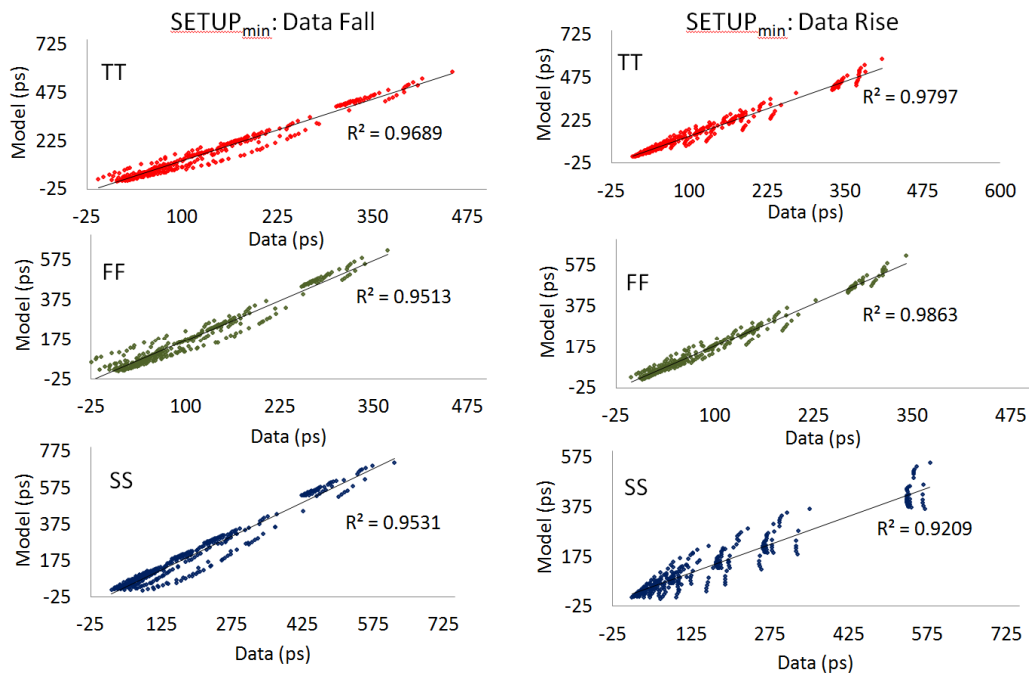 SETUPmin: Data Fall
725
475
225
-25
Model (ps)
TT
R² = 0.9689
-25 100 225 350 475
Data (ps)
SETUPmin: Data Rise
725
475
225
-25
Model (ps)
TT
R² = 0.9797
-25 100 225 350 475 600
Data (ps)
575
375
175
-25
Model (ps)
FF
R² = 0.9513
-25 100 225 350 475
Data (ps)
575
375
175
-25
Model (ps)
FF
R² = 0.9863
-25 100 225 350 475
Data (ps)
775
575
375
175
-25
Model (ps)
SS
R² = 0.9531
-25 125 275 425 575 725
Data (ps)
575
375
175
-25
Model (ps)
SS
R² = 0.9209
-25 125 275 425 575 725
Data (ps)